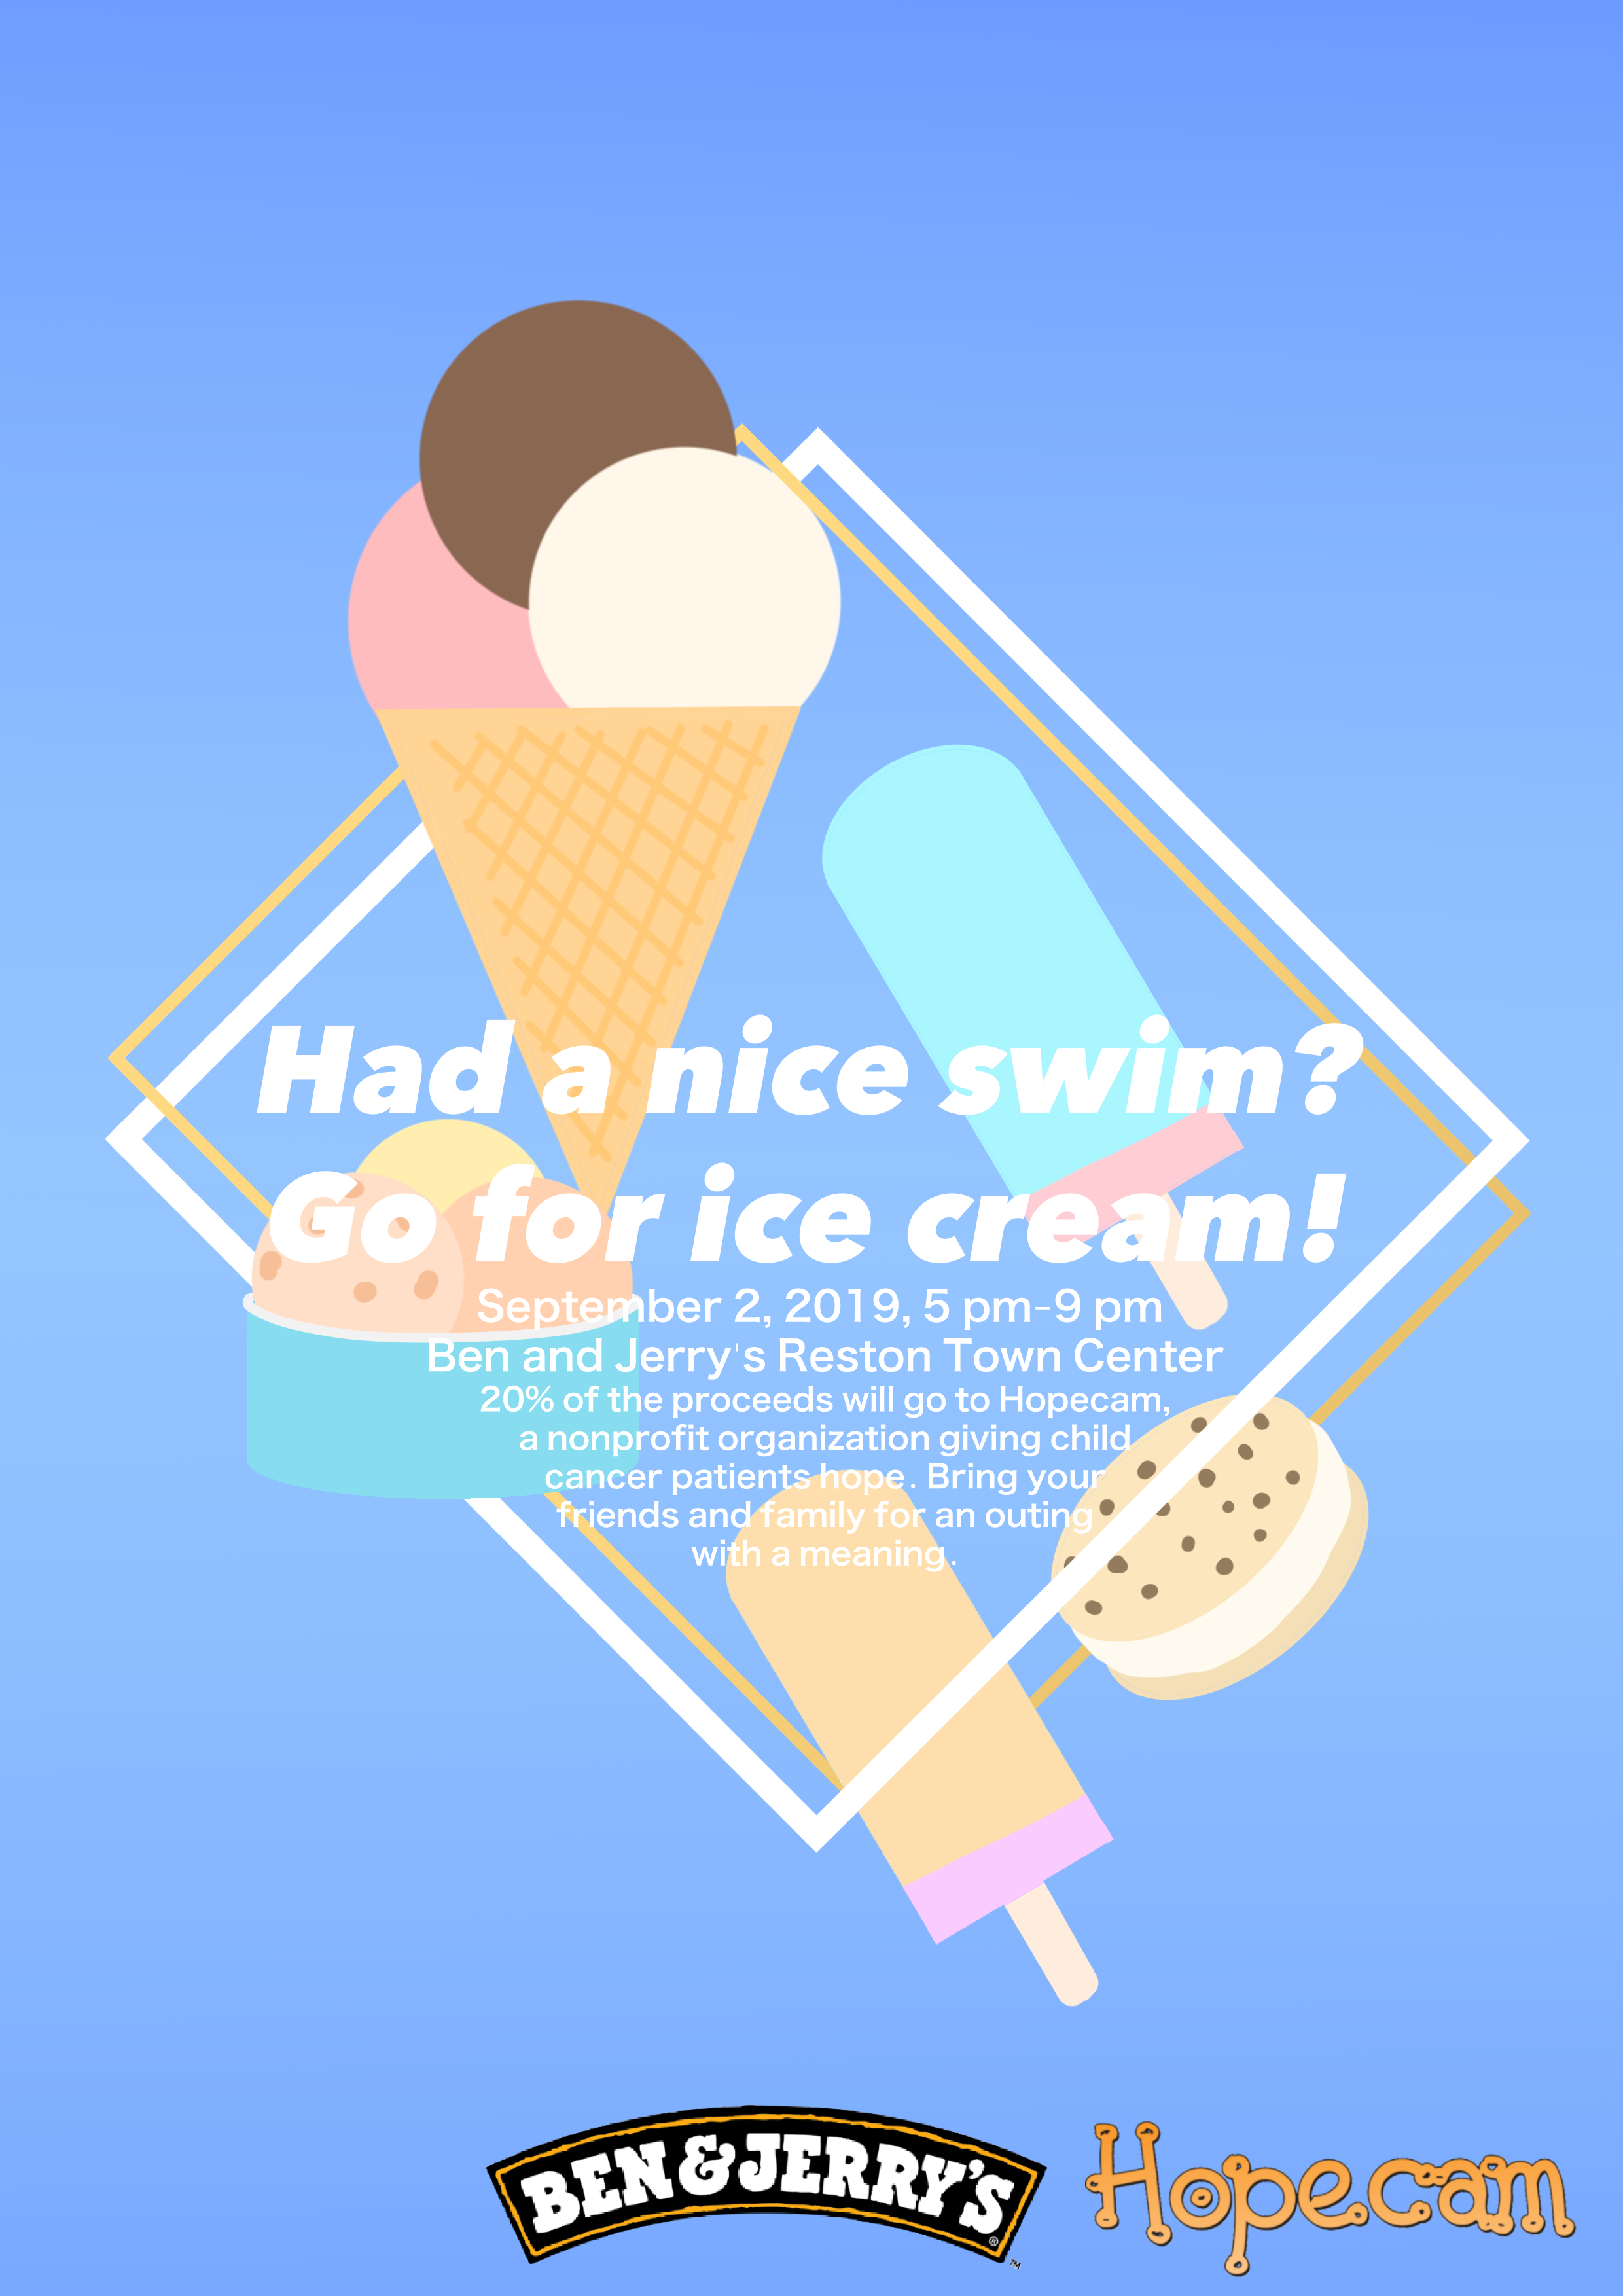 Had a nice swim?
Go for ice cream!
September 2, 2019, 5 pm-9 pm
Ben and Jerry's Reston Town Center
20% of the proceeds will go to Hopecam,
a nonprofit organization giving child
cancer patients hope. Bring your
friends and family for an outing
with a meaning.
BEN & JERRY'S ® ™
Hopecam